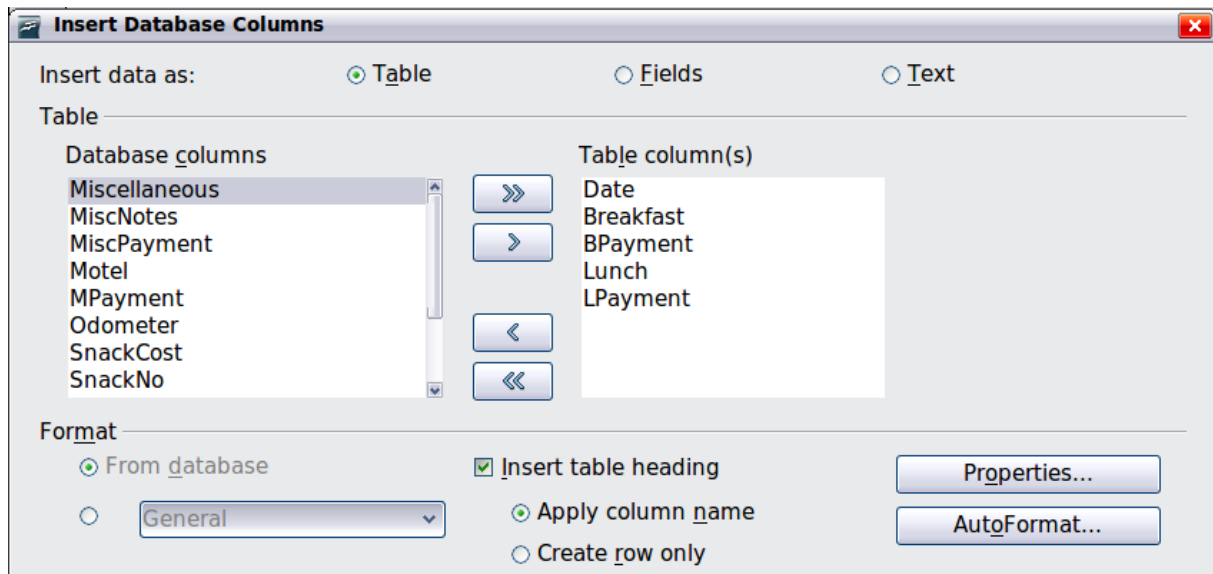 Insert Database Columns
Insert data as: Table Fields Text
Table
Database columns Table column(s)
Miscellaneous Date
MiscNotes Breakfast
MiscPayment BPayment
Motel Lunch
MPayment LPayment
Odometer
SnackCost
SnackNo
Format
From database Insert table heading Properties...
General Apply column name AutoFormat...
Create row only